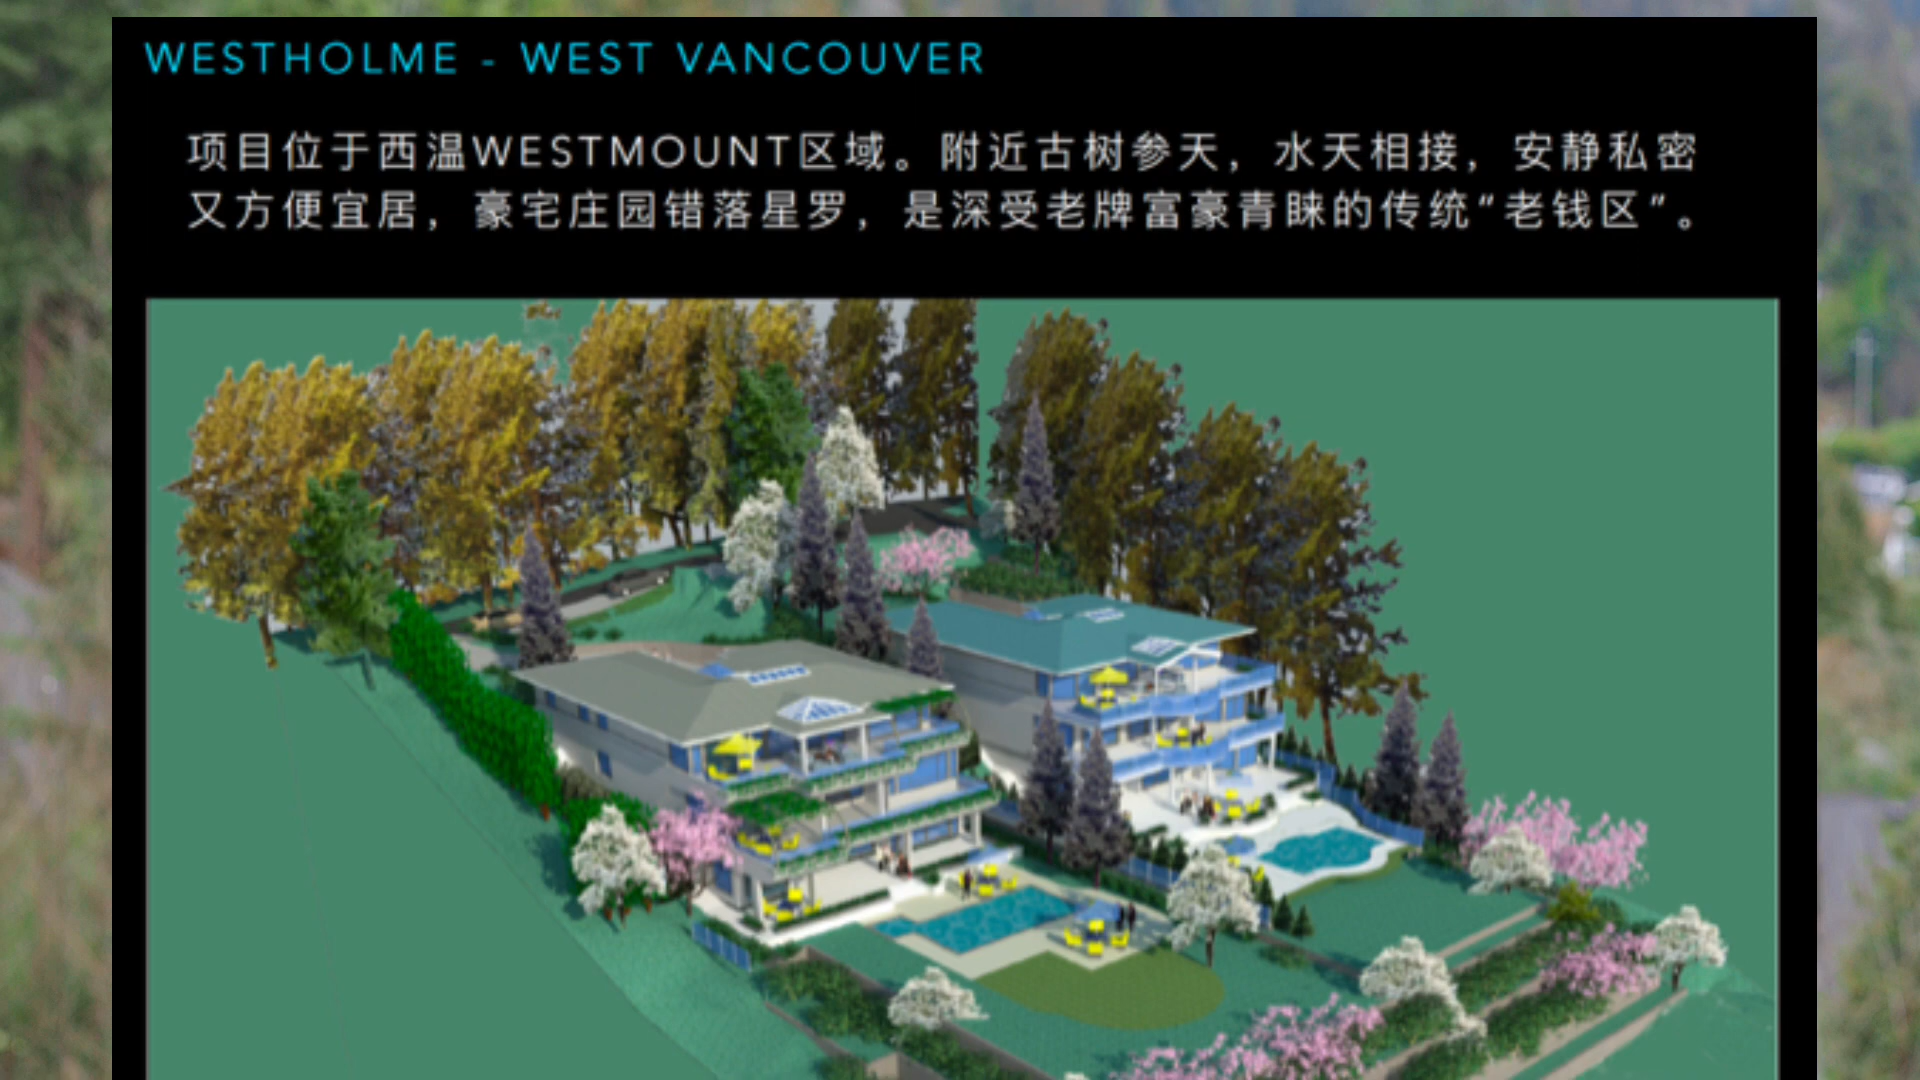 WESTHOLME - WEST VANCOUVER
项目位于西温WESTMOUNT区域。附近古树参天，水天相接，安静私密
又方便宜居，豪宅庄园错落星罗，是深受老牌富豪青睐的传统“老钱区”。